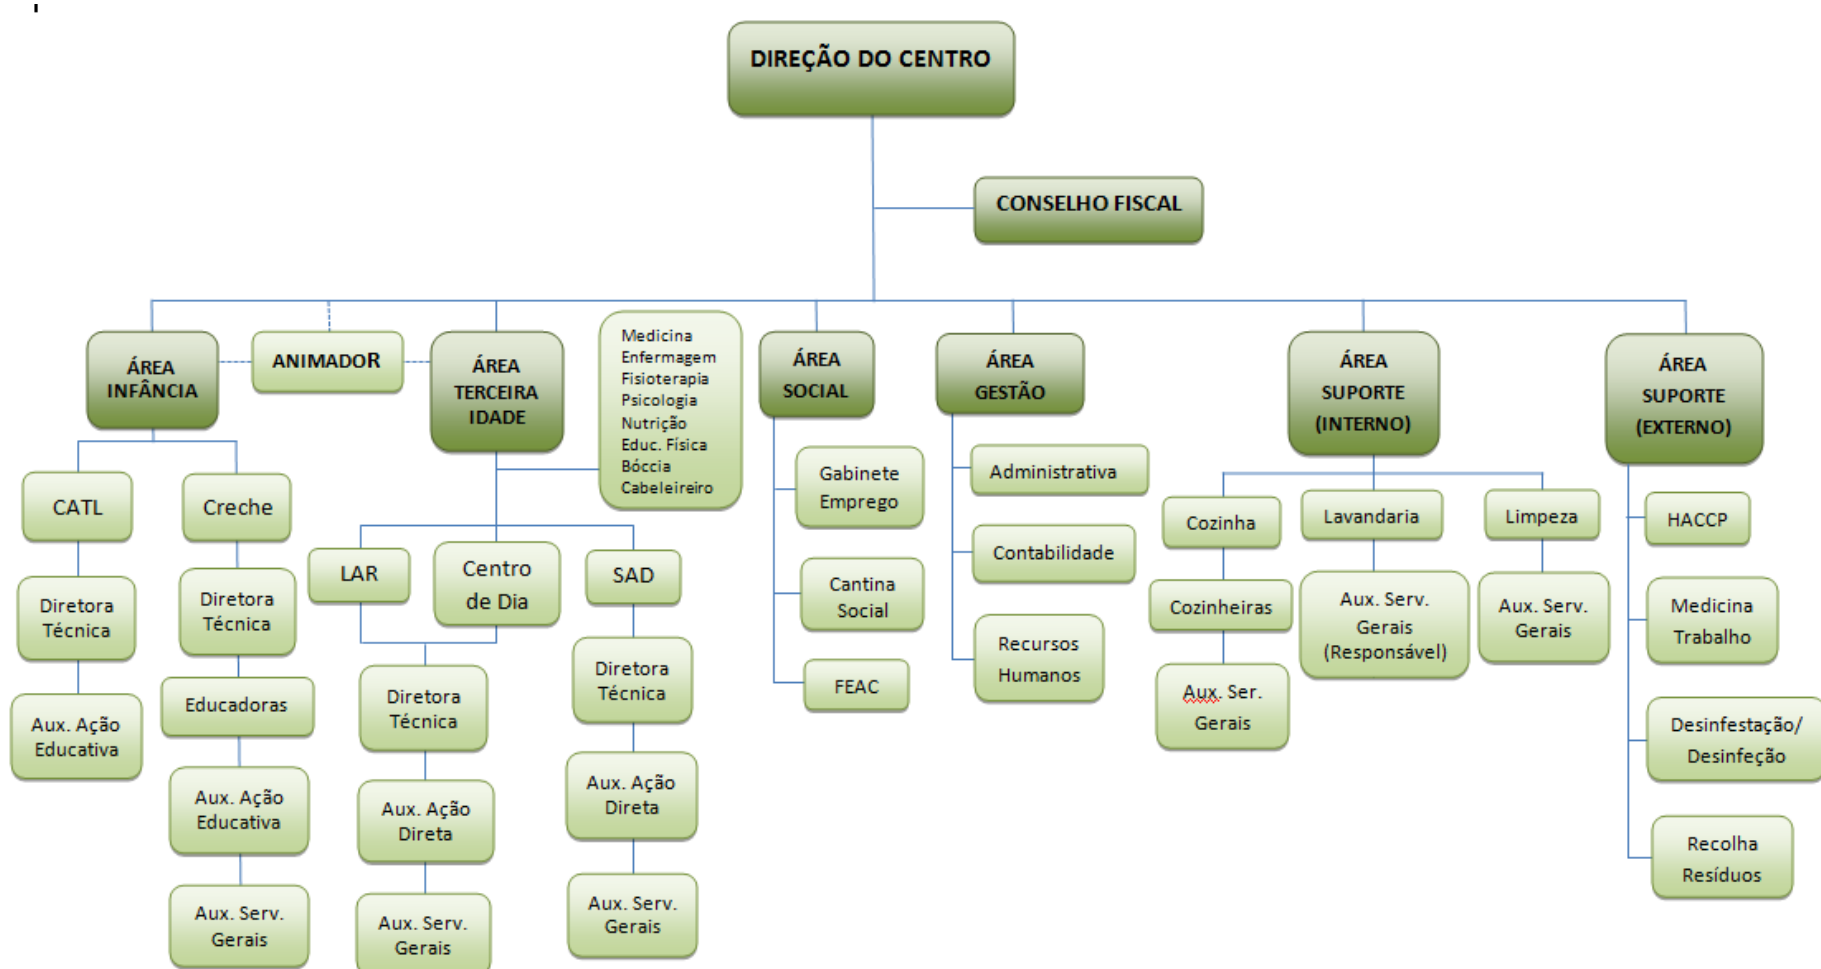 DIREÇÃO DO CENTRO
CONSELHO FISCAL
ÁREA
INFÂNCIA
ANIMADOR
ÁREA
TERCEIRA
IDADE
Medicina
Enfermagem
Fisioterapia
Psicologia
Nutrição
Educ. Física
Bóccia
Cabeleireiro
ÁREA
SOCIAL
ÁREA
GESTÃO
ÁREA
SUPORTE
(INTERNO)
ÁREA
SUPORTE
(EXTERNO)
CATL
Diretora
Técnica
Aux. Ação
Educativa
Creche
Diretora
Técnica
Educadoras
Aux. Ação
Educativa
Aux. Serv.
Gerais
LAR
Centro
de Dia
Diretora
Técnica
Aux. Ação
Direta
Aux. Serv.
Gerais
SAD
Diretora
Técnica
Aux. Ação
Direta
Aux. Serv.
Gerais
Gabinete
Emprego
Cantina
Social
FEAC
Administrativa
Contabilidade
Recursos
Humanos
Cozinha
Cozinheiras
Aux. Ser.
Gerais
Lavandaria
Aux. Serv.
Gerais
(Responsável)
Limpeza
Aux. Serv.
Gerais
HACCP
Medicina
Trabalho
Desinfestação/
Desinfeção
Recolha
Resíduos